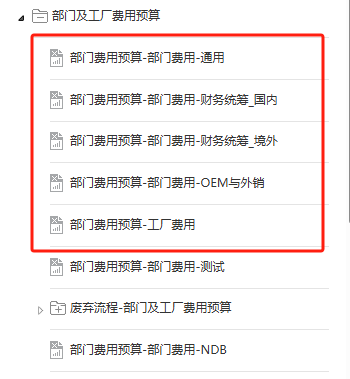 部门及工厂费用预算
部门费用预算-部门费用-通用
部门费用预算-部门费用-财务统筹_国内
部门费用预算-部门费用-财务统筹_境外
部门费用预算-部门费用-OEM与外销
部门费用预算-工厂费用
部门费用预算-部门费用-测试
废弃流程-部门及工厂费用预算
部门费用预算-部门费用-NDB